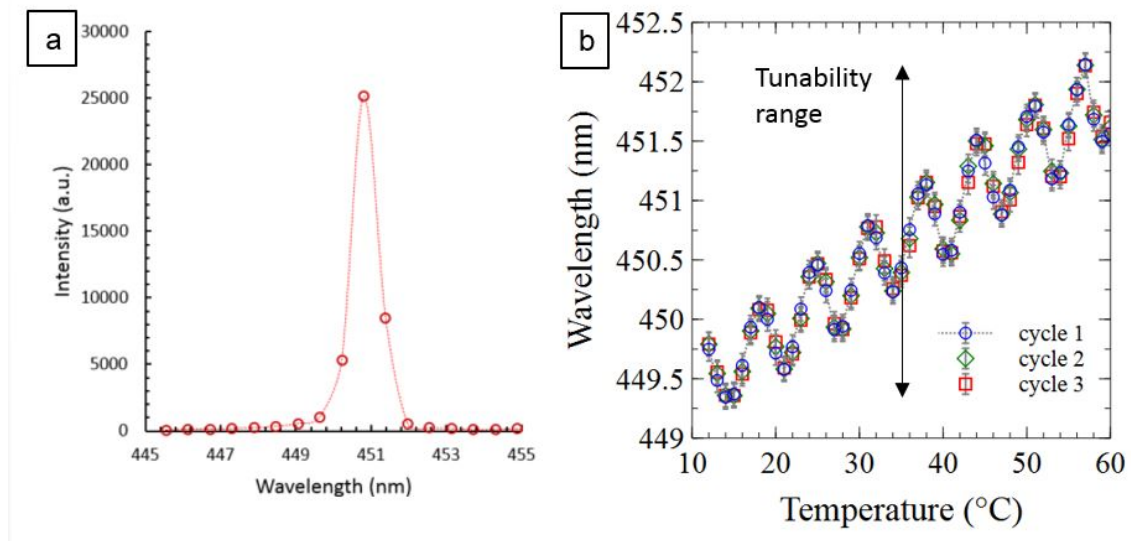 a
30000
25000
20000
15000
10000
5000
0
Intensity (a.u.)
445
447
449
451
453
455
Wavelength (nm)
b
452.5
452
451.5
451
450.5
450
449.5
449
Wavelength (nm)
Tunability
range
cycle 1
cycle 2
cycle 3
10
20
30
40
50
60
Temperature (°C)